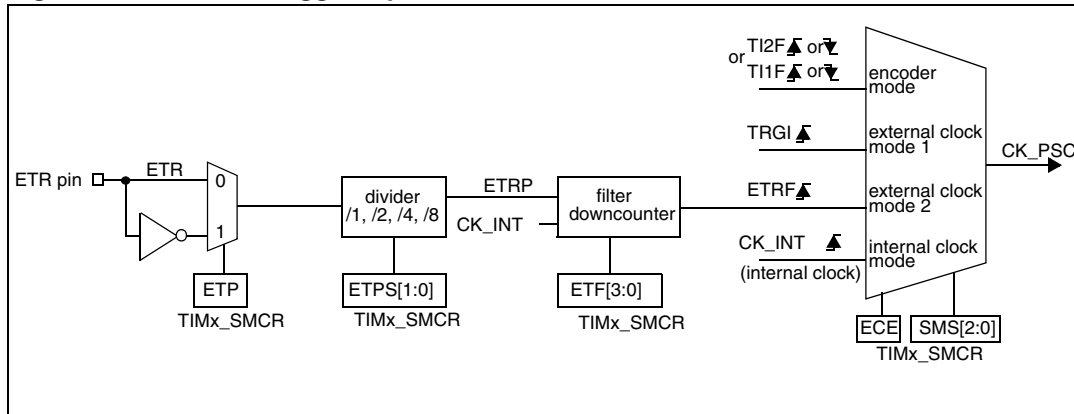 TI2F or
or TI1F or
encoder
mode
TRGI
external clock
mode 1
CK_PSC
ETR pin
ETR
0
1
divider
/1, /2, /4, /8
ETRP
CK_INT
filter
downcounter
ETRF
external clock
mode 2
CK_INT
(internal clock)
internal clock
mode
ETP
TIMx_SMCR
ETPS[1:0]
TIMx_SMCR
ETF[3:0]
TIMx_SMCR
ECE
SMS[2:0]
TIMx_SMCR